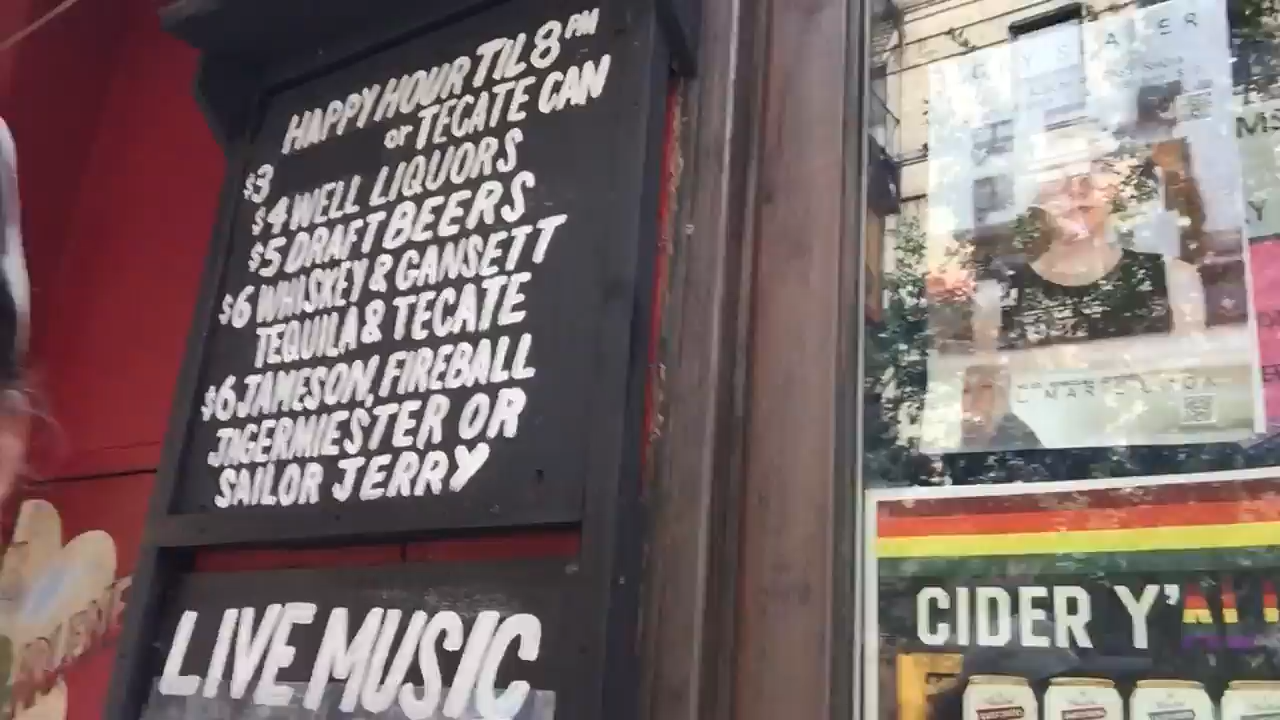 HAPPY HOUR TIL 8PM
$3 or TECATE CAN
$4 WELL LIQUORS
$5 DRAFT BEERS
$6 WHISKEY & GANSETT
TEQUILA & TECATE
$6 JAMESON, FIREBALL
JAGERMIESTER OR
SAILOR JERRY
LIVE MUSIC
CIDER Y'